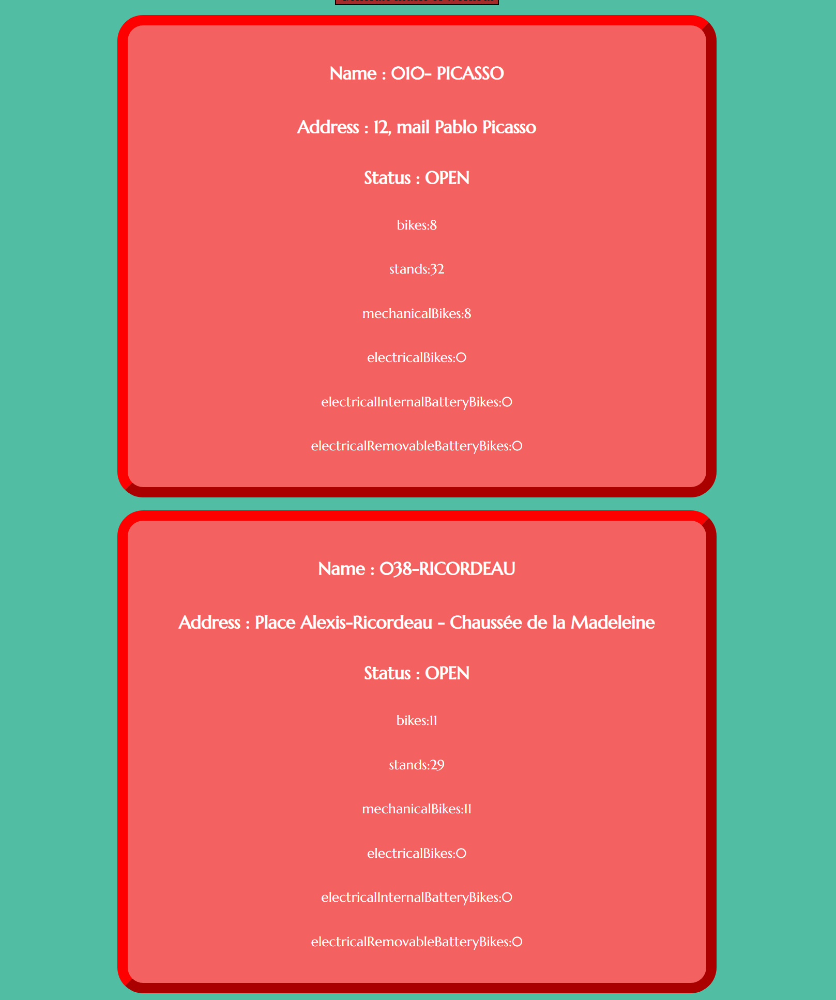 Name : 010- PICASSO
Address : 12, mail Pablo Picasso
Status : OPEN
bikes:8
stands:32
mechanicalBikes:8
electricalBikes:0
electricalInternalBatteryBikes:0
electricalRemovableBatteryBikes:0
Name : 038-RICORDEAU
Address : Place Alexis-Ricordeau - Chaussée de la Madeleine
Status : OPEN
bikes:11
stands:29
mechanicalBikes:11
electricalBikes:0
electricalInternalBatteryBikes:0
electricalRemovableBatteryBikes:0